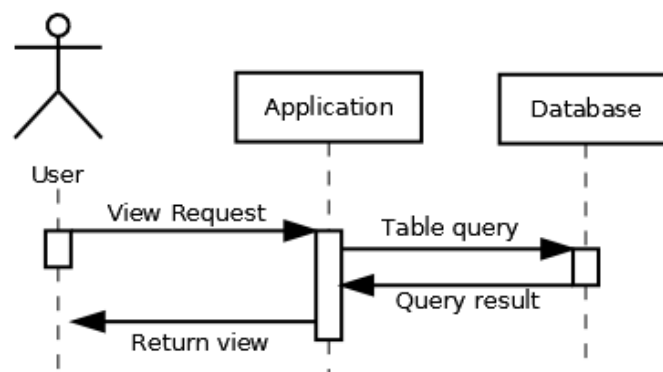 Application
Database
User
View Request
Table query
Query result
Return view